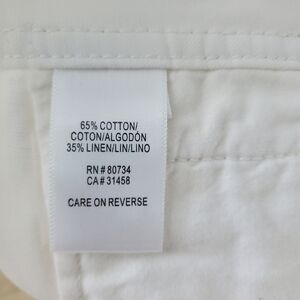 65% COTTON/
COTON/ALGODÓN
35% LINEN/LIN/LINO
RN # 80734
CA # 31458
CARE ON REVERSE